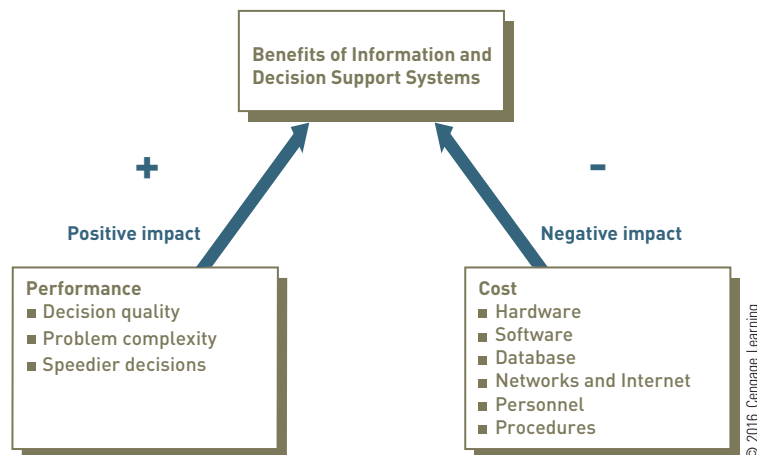 Benefits of Information and
Decision Support Systems
+
-
Positive impact
Negative impact
Performance
■ Decision quality
■ Problem complexity
■ Speedier decisions
Cost
■ Hardware
■ Software
■ Database
■ Networks and Internet
■ Personnel
■ Procedures
© 2016 Cengage Learning